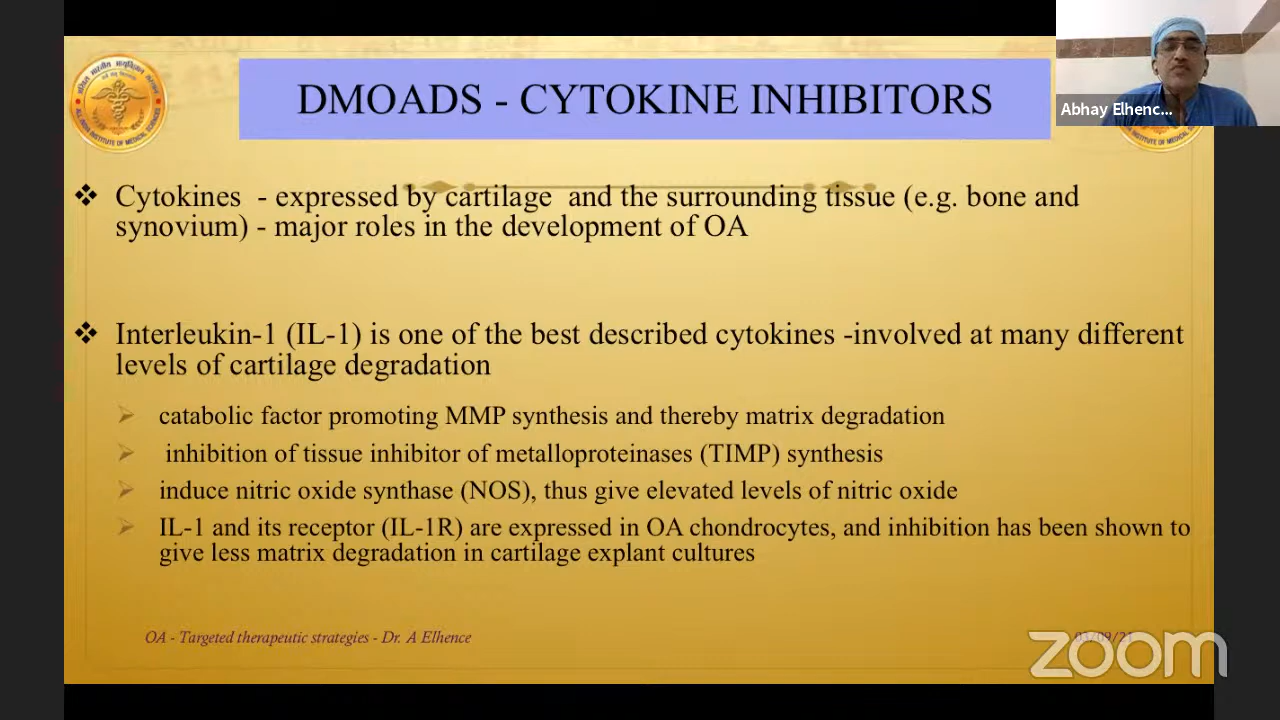 DMOADS - CYTOKINE INHIBITORS
Abhay Elhenc...
❖ Cytokines - expressed by cartilage and the surrounding tissue (e.g. bone and
synovium) - major roles in the development of OA
❖ Interleukin-1 (IL-1) is one of the best described cytokines -involved at many different
levels of cartilage degradation
➢ catabolic factor promoting MMP synthesis and thereby matrix degradation
➢ inhibition of tissue inhibitor of metalloproteinases (TIMP) synthesis
➢ induce nitric oxide synthase (NOS), thus give elevated levels of nitric oxide
➢ IL-1 and its receptor (IL-1R) are expressed in OA chondrocytes, and inhibition has been shown to
give less matrix degradation in cartilage explant cultures
OA - Targeted therapeutic strategies - Dr. A Elhence
03/09/21
zoom